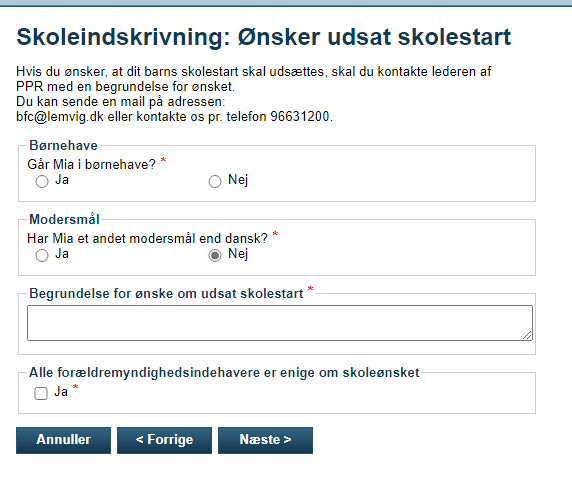 Skoleindskrivning: Ønsker udsat skolestart
Hvis du ønsker, at dit barns skolestart skal udsættes, skal du kontakte lederen af
PPR med en begrundelse for ønsket.
Du kan sende en mail på adressen:
bfc@lemvig.dk eller kontakte os pr. telefon 96631200.
Børnehave
Går Mia i børnehave? *
Ja Nej
Modersmål
Har Mia et andet modersmål end dansk? *
Ja Nej
Begrundelse for ønske om udsat skolestart *
Alle forældremyndighedsindehavere er enige om skoleønsket
Ja *
Annuller < Forrige Næste >